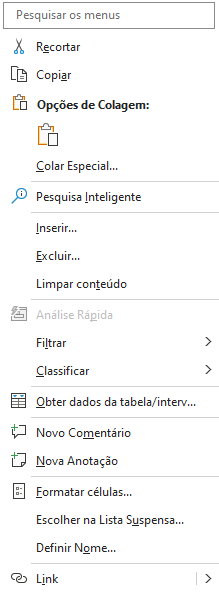 Pesquisar os menus
Recortar
Copiar
Opções de Colagem:
Colar Especial...
Pesquisa Inteligente
Inserir...
Excluir...
Limpar conteúdo
Análise Rápida
Filtrar
Classificar
Obter dados da tabela/interv...
Novo Comentário
Nova Anotação
Formatar células...
Escolher na Lista Suspensa...
Definir Nome...
Link